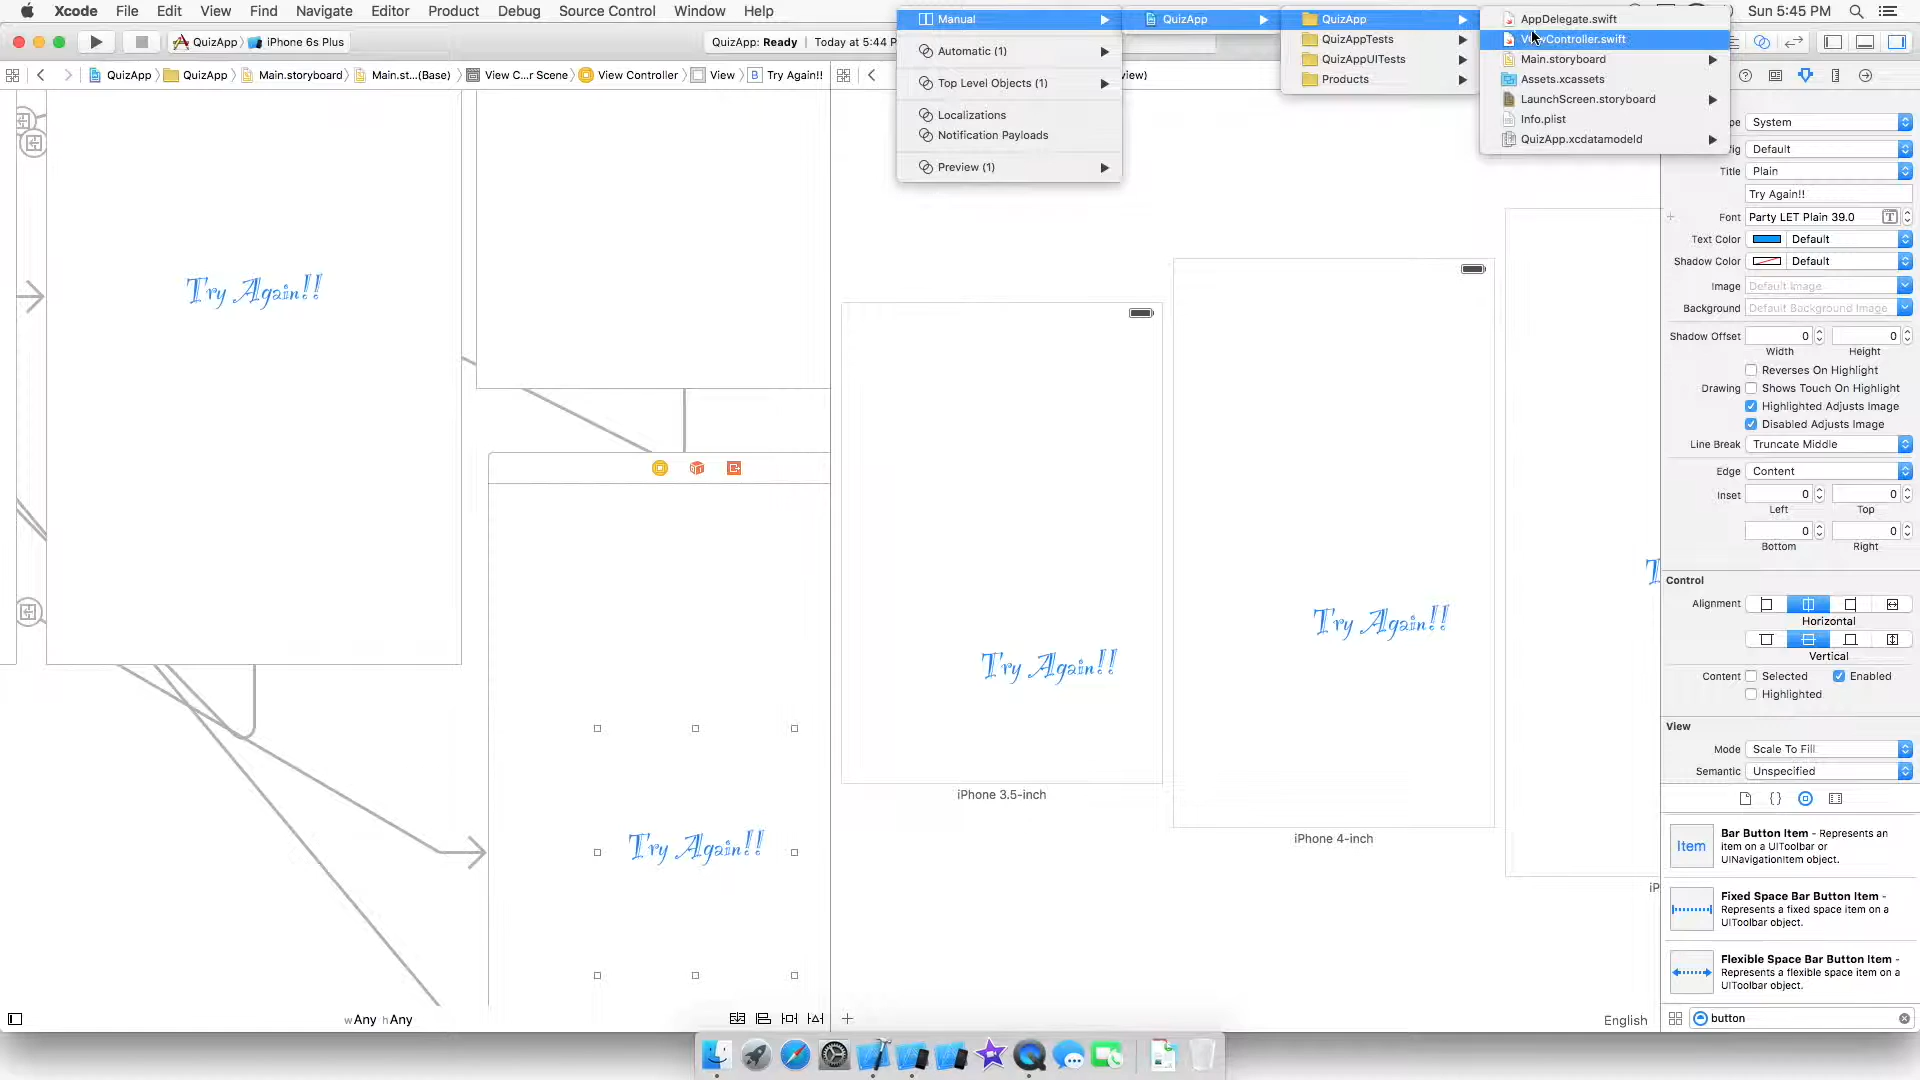 Xcode File Edit View Find Navigate Editor Product Debug Source Control Window Help
Sun 5:45 PM
QuizApp iPhone 6s Plus
QuizApp: Ready Today at 5:44 P
QuizApp QuizApp Main.storyboard Main.st...(Base) View C...r Scene View Controller View B Try Again!!
Manual
Automatic (1)
Top Level Objects (1)
Localizations
Notification Payloads
Preview (1)
QuizApp
QuizApp
QuizAppTests
QuizAppUITests
Products
AppDelegate.swift
ViewController.swift
Main.storyboard
Assets.xcassets
LaunchScreen.storyboard
Info.plist
QuizApp.xcdatamodeld
Try Again!!
Try Again!!
Try Again!!
Try Again!!
iPhone 3.5-inch
iPhone 4-inch
wAny hAny
English
System
Default
Title Plain
Try Again!!
Font Party LET Plain 39.0
Text Color Default
Shadow Color Default
Image Default Image
Background Default Background Image
Shadow Offset 0 0
Width Height
Reverses On Highlight
Drawing Shows Touch On Highlight
Highlighted Adjusts Image
Disabled Adjusts Image
Line Break Truncate Middle
Edge Content
Inset 0 0
Left Top
0 0
Bottom Right
Control
Alignment
Horizontal
Vertical
Content Selected Enabled
Highlighted
View
Mode Scale To Fill
Semantic Unspecified
Item
Bar Button Item - Represents an
item on a UIToolbar or
UINavigationItem object.
Fixed Space Bar Button Item -
Represents a fixed space item on a
UIToolbar object.
Flexible Space Bar Button Item -
Represents a flexible space item on a
UIToolbar object.
button